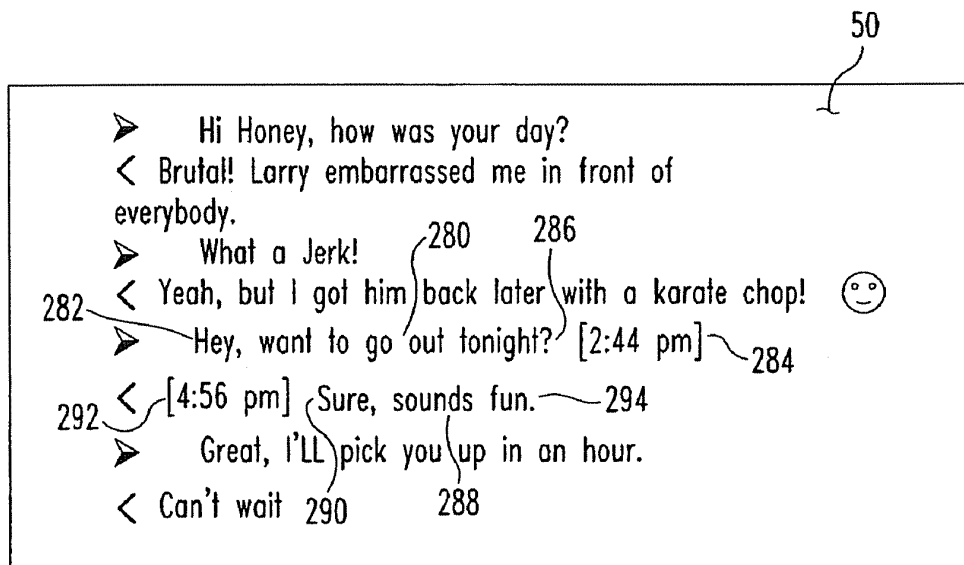 50
➢ Hi Honey, how was your day?
< Brutal! Larry embarrassed me in front of
everybody.
➢ What a Jerk! 280 286
< Yeah, but I got him back later with a karate chop!
282 ➢ Hey, want to go out tonight? [2:44 pm] 284
292 < [4:56 pm] Sure, sounds fun. 294
➢ Great, I'LL pick you up in an hour.
< Can't wait 290 288